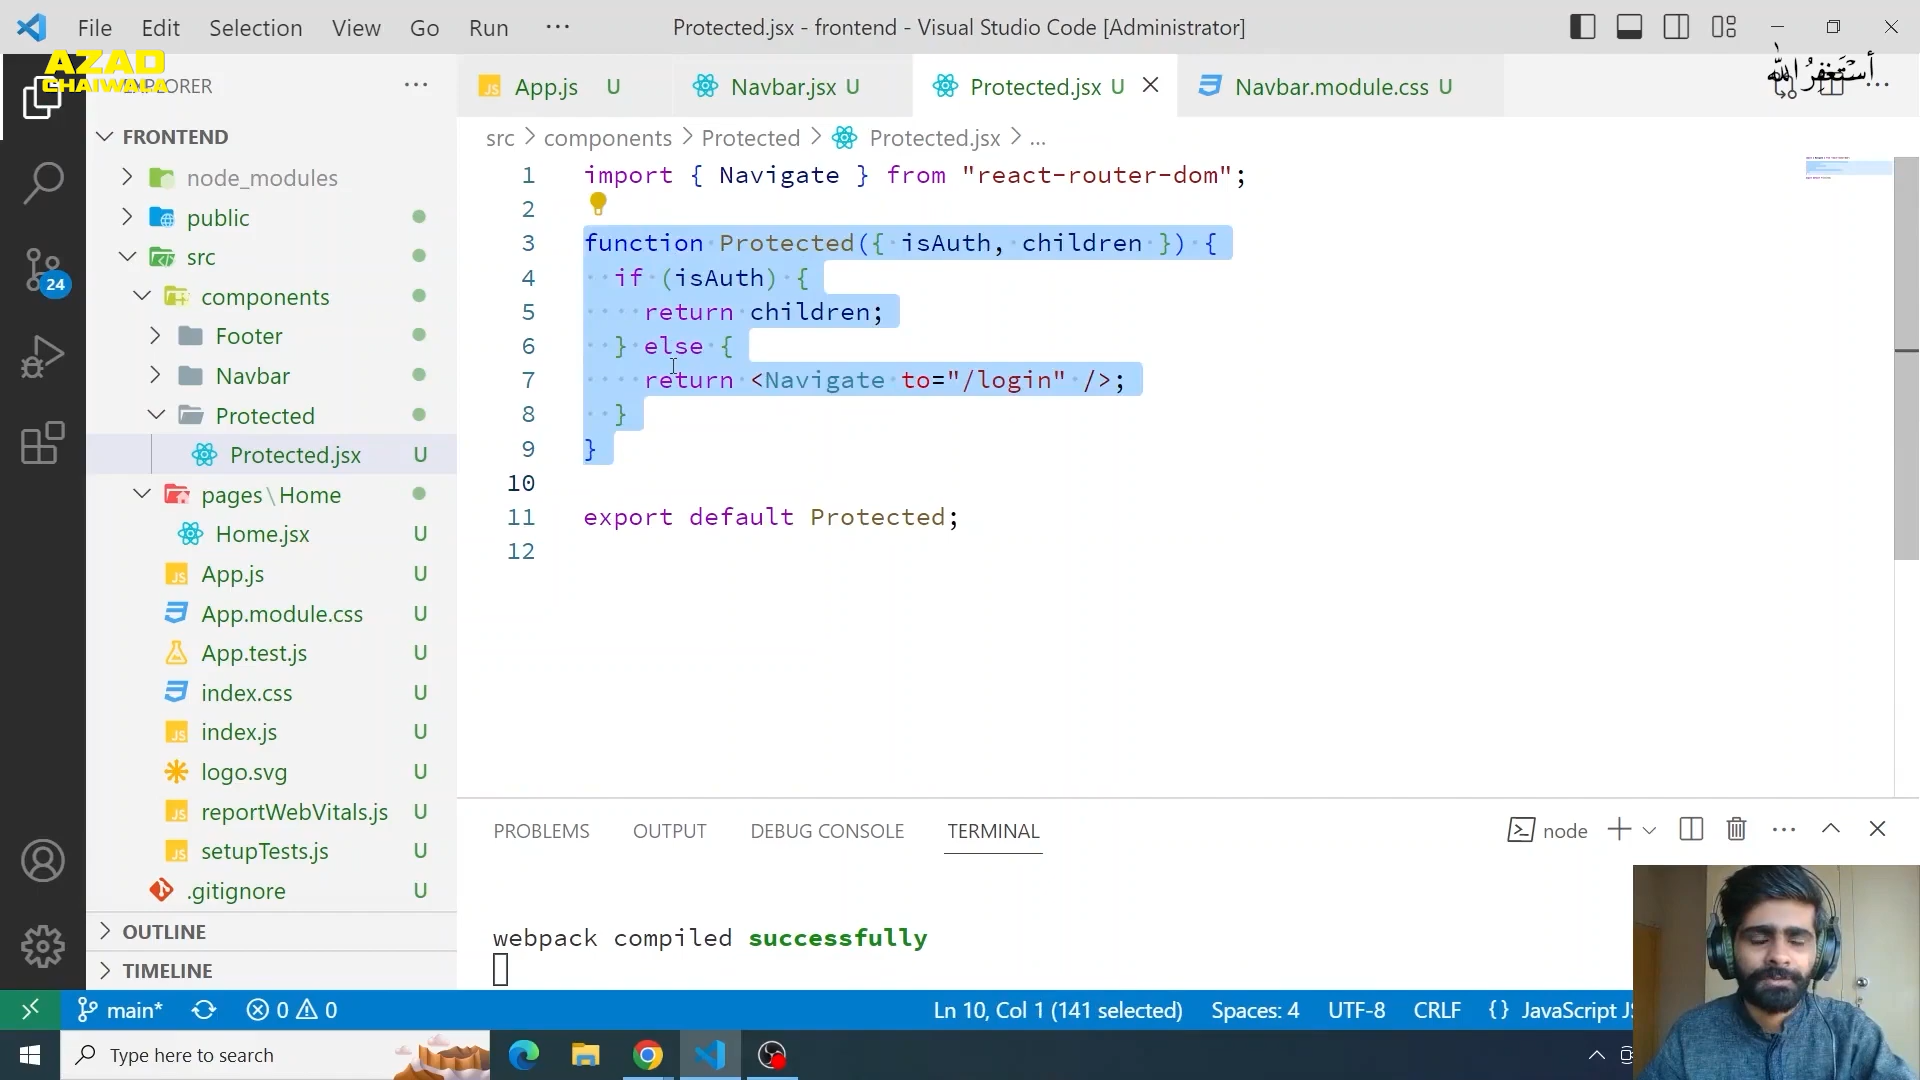 File Edit Selection View Go Run ··· Protected.jsx - frontend - Visual Studio Code [Administrator]
AZAD
CHAIWALA
EXPLORER ···
App.js U Navbar.jsx U Protected.jsx U Navbar.module.css U
أستغفر الله
FRONTEND
src > components > Protected > Protected.jsx > ...
node_modules
public
src
components
Footer
Navbar
Protected
Protected.jsx U
pages\Home
Home.jsx U
App.js U
App.module.css U
App.test.js U
index.css U
index.js U
logo.svg U
reportWebVitals.js U
setupTests.js U
.gitignore U
OUTLINE
TIMELINE
24
1 import { Navigate } from "react-router-dom";
2
3 function Protected({ isAuth, children }) {
4 if (isAuth) {
5 return children;
6 } else {
7 return <Navigate to="/login" />;
8 }
9 }
10
11 export default Protected;
12
PROBLEMS OUTPUT DEBUG CONSOLE TERMINAL node
webpack compiled successfully
main* 0 0 Ln 10, Col 1 (141 selected) Spaces: 4 UTF-8 CRLF {} JavaScript
Type here to search